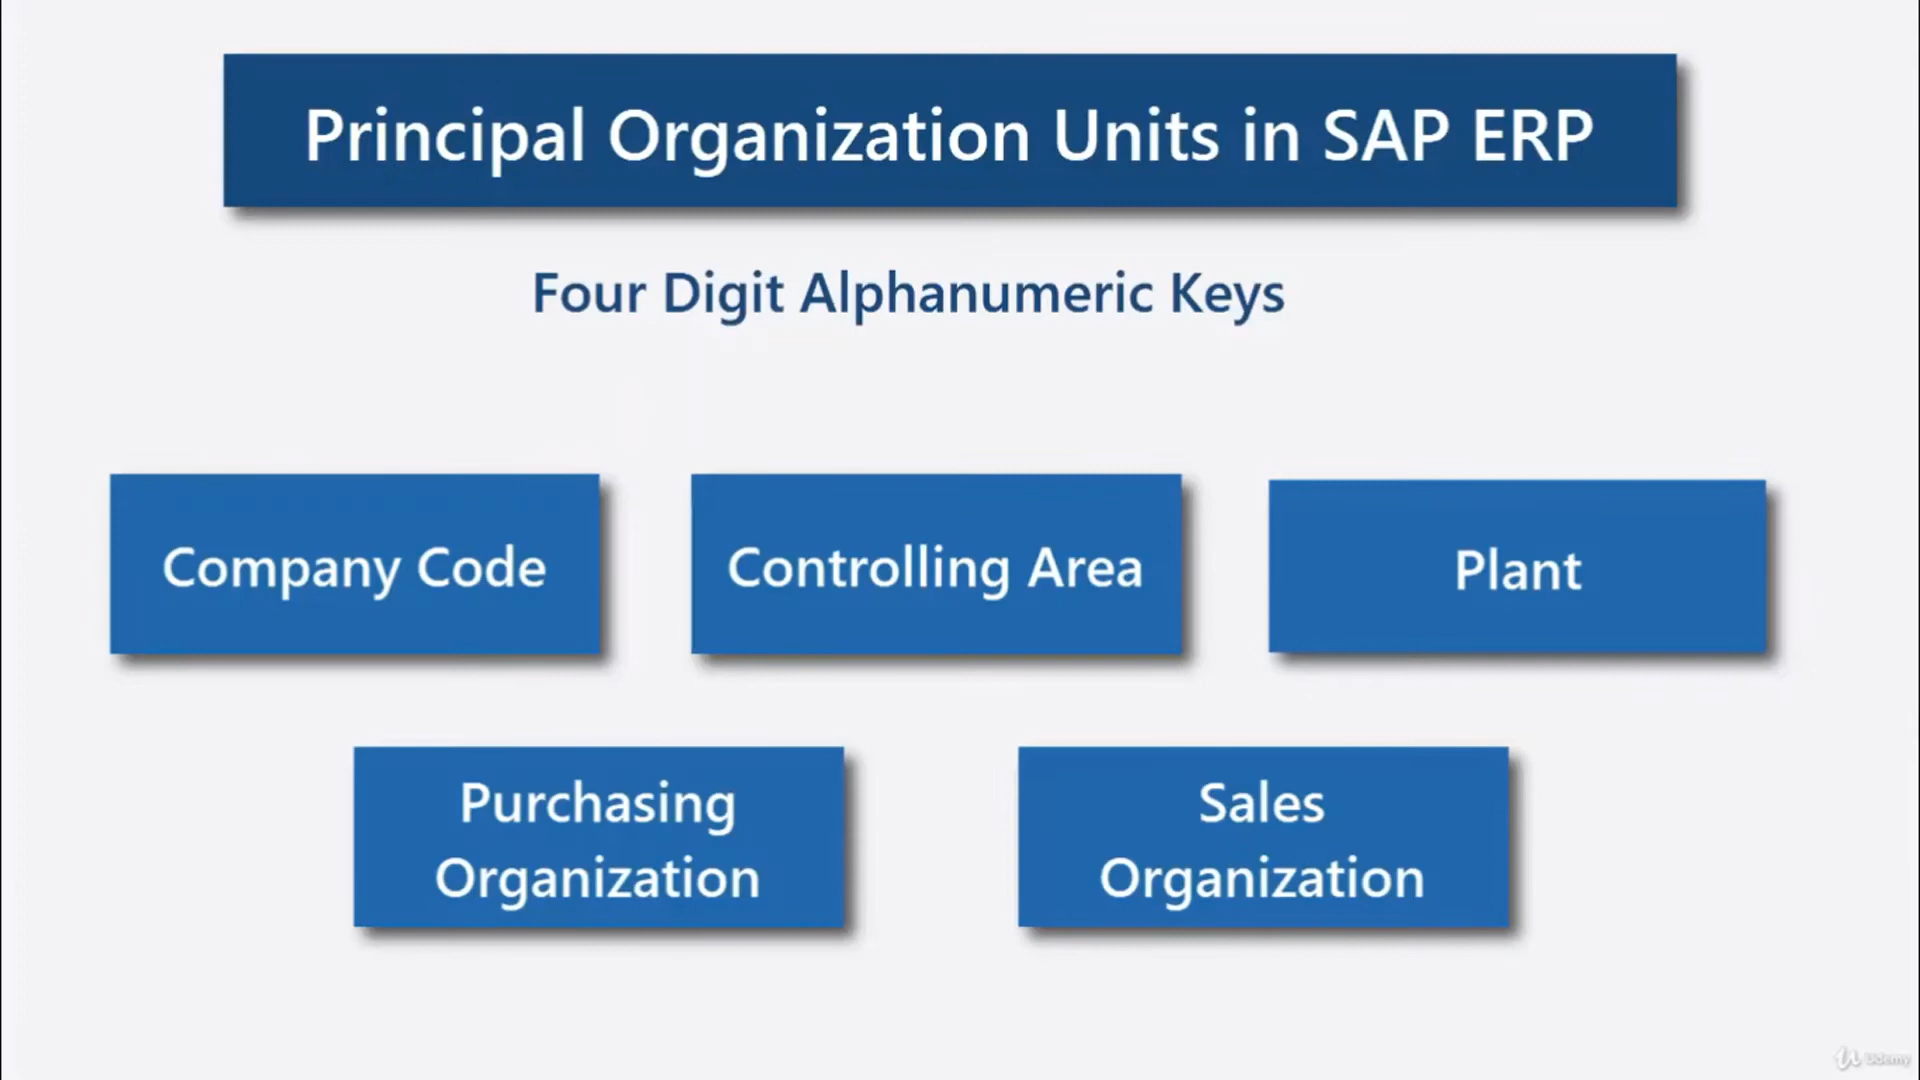 Principal Organization Units in SAP ERP
Four Digit Alphanumeric Keys
Company Code
Controlling Area
Plant
Purchasing
Organization
Sales
Organization
Udemy